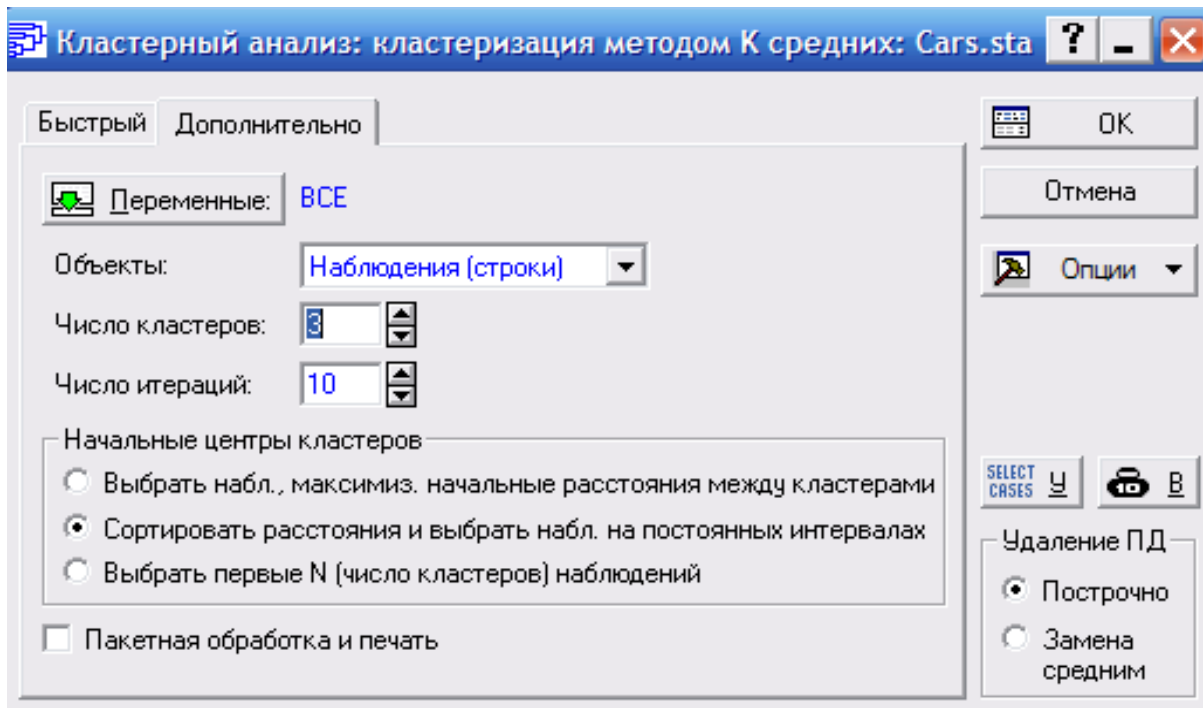 Кластерный анализ: кластеризация методом К средних: Cars.sta
Быстрый Дополнительно
Переменные: ВСЕ
Объекты: Наблюдения (строки)
Число кластеров: 3
Число итераций: 10
Начальные центры кластеров
Выбрать набл., максимиз. начальные расстояния между кластерами
Сортировать расстояния и выбрать набл. на постоянных интервалах
Выбрать первые N (число кластеров) наблюдений
Пакетная обработка и печать
OK
Отмена
Опции
SELECT CASES У В
Удаление ПД
Построчно
Замена
средним